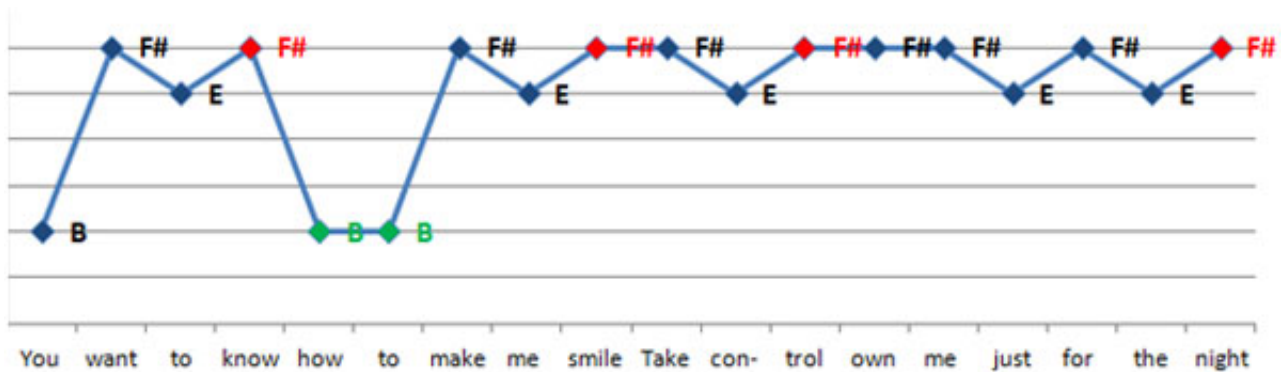 F# F# F# F# F# F# F# F# F# F#
E E E E E
B B B
You want to know how to make me smile Take con- trol own me just for the night